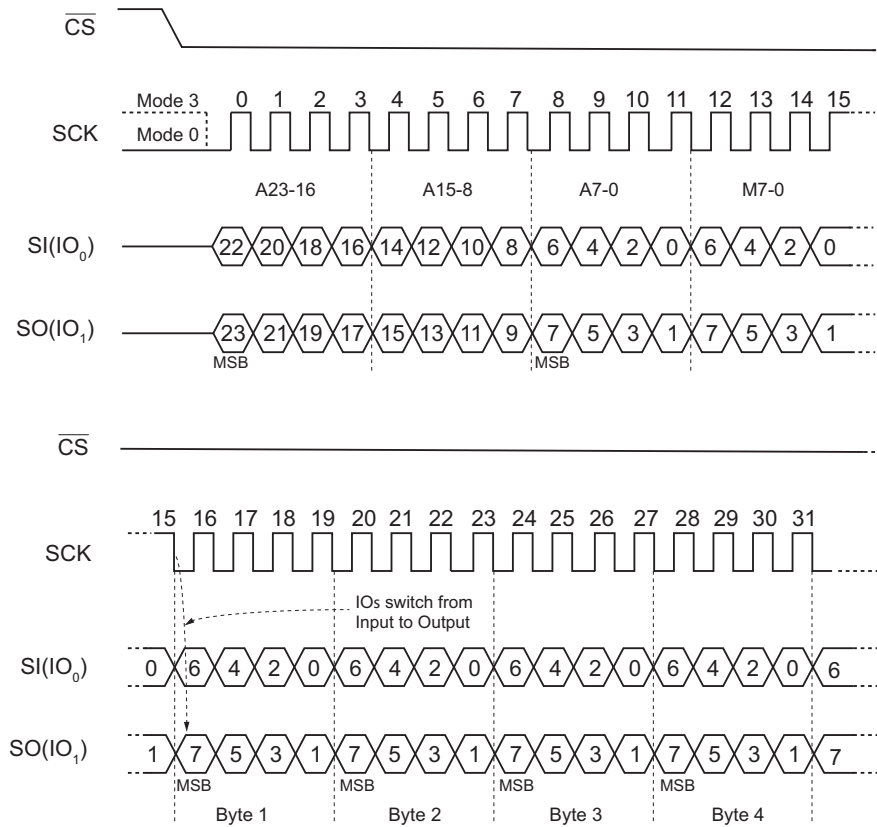 CS
Mode 3
Mode 0
SCK
0 1 2 3 4 5 6 7 8 9 10 11 12 13 14 15
A23-16 A15-8 A7-0 M7-0
SI(IO0)
22 20 18 16 14 12 10 8 6 4 2 0 6 4 2 0
SO(IO1)
23 21 19 17 15 13 11 9 7 5 3 1 7 5 3 1
MSB MSB
CS
15 16 17 18 19 20 21 22 23 24 25 26 27 28 29 30 31
SCK
IOs switch from
Input to Output
SI(IO0)
0 6 4 2 0 6 4 2 0 6 4 2 0 6 4 2 0 6
SO(IO1)
1 7 5 3 1 7 5 3 1 7 5 3 1 7 5 3 1 7
MSB MSB MSB MSB
Byte 1 Byte 2 Byte 3 Byte 4